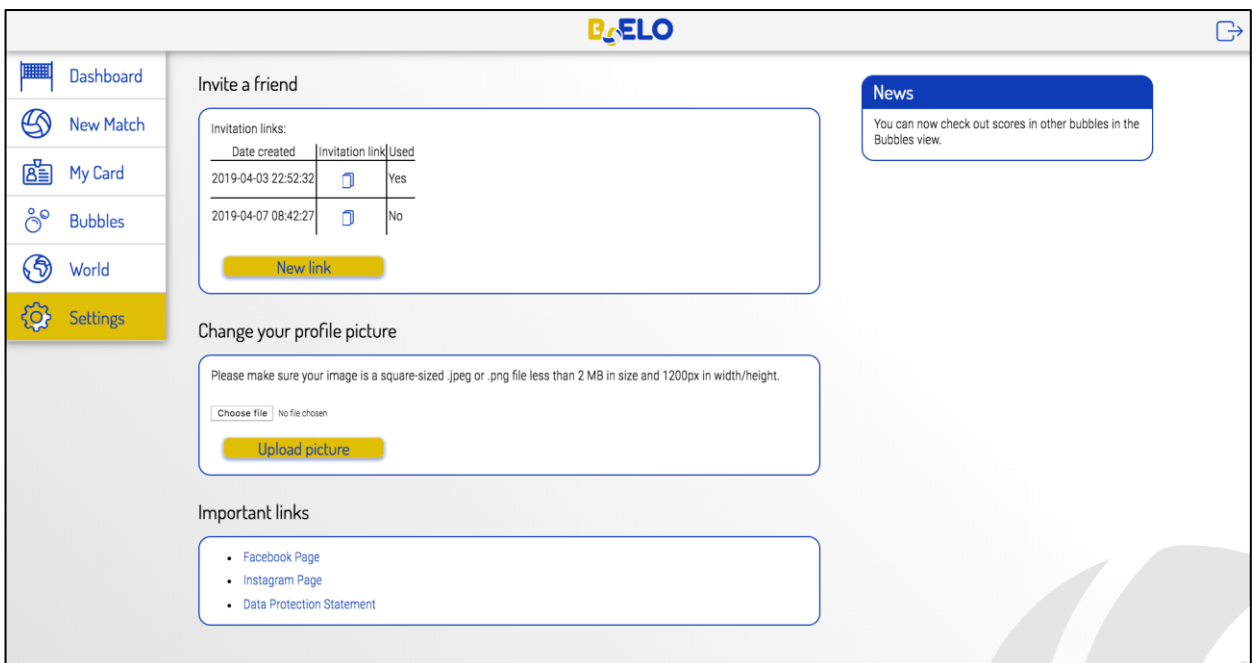 BELO
Dashboard
New Match
My Card
Bubbles
World
Settings
Invite a friend
Invitation links:
Date created Invitation link Used
2019-04-03 22:52:32 Yes
2019-04-07 08:42:27 No
New link
Change your profile picture
Please make sure your image is a square-sized .jpeg or .png file less than 2 MB in size and 1200px in width/height.
Choose file No file chosen
Upload picture
Important links
Facebook Page
Instagram Page
Data Protection Statement
News
You can now check out scores in other bubbles in the
Bubbles view.